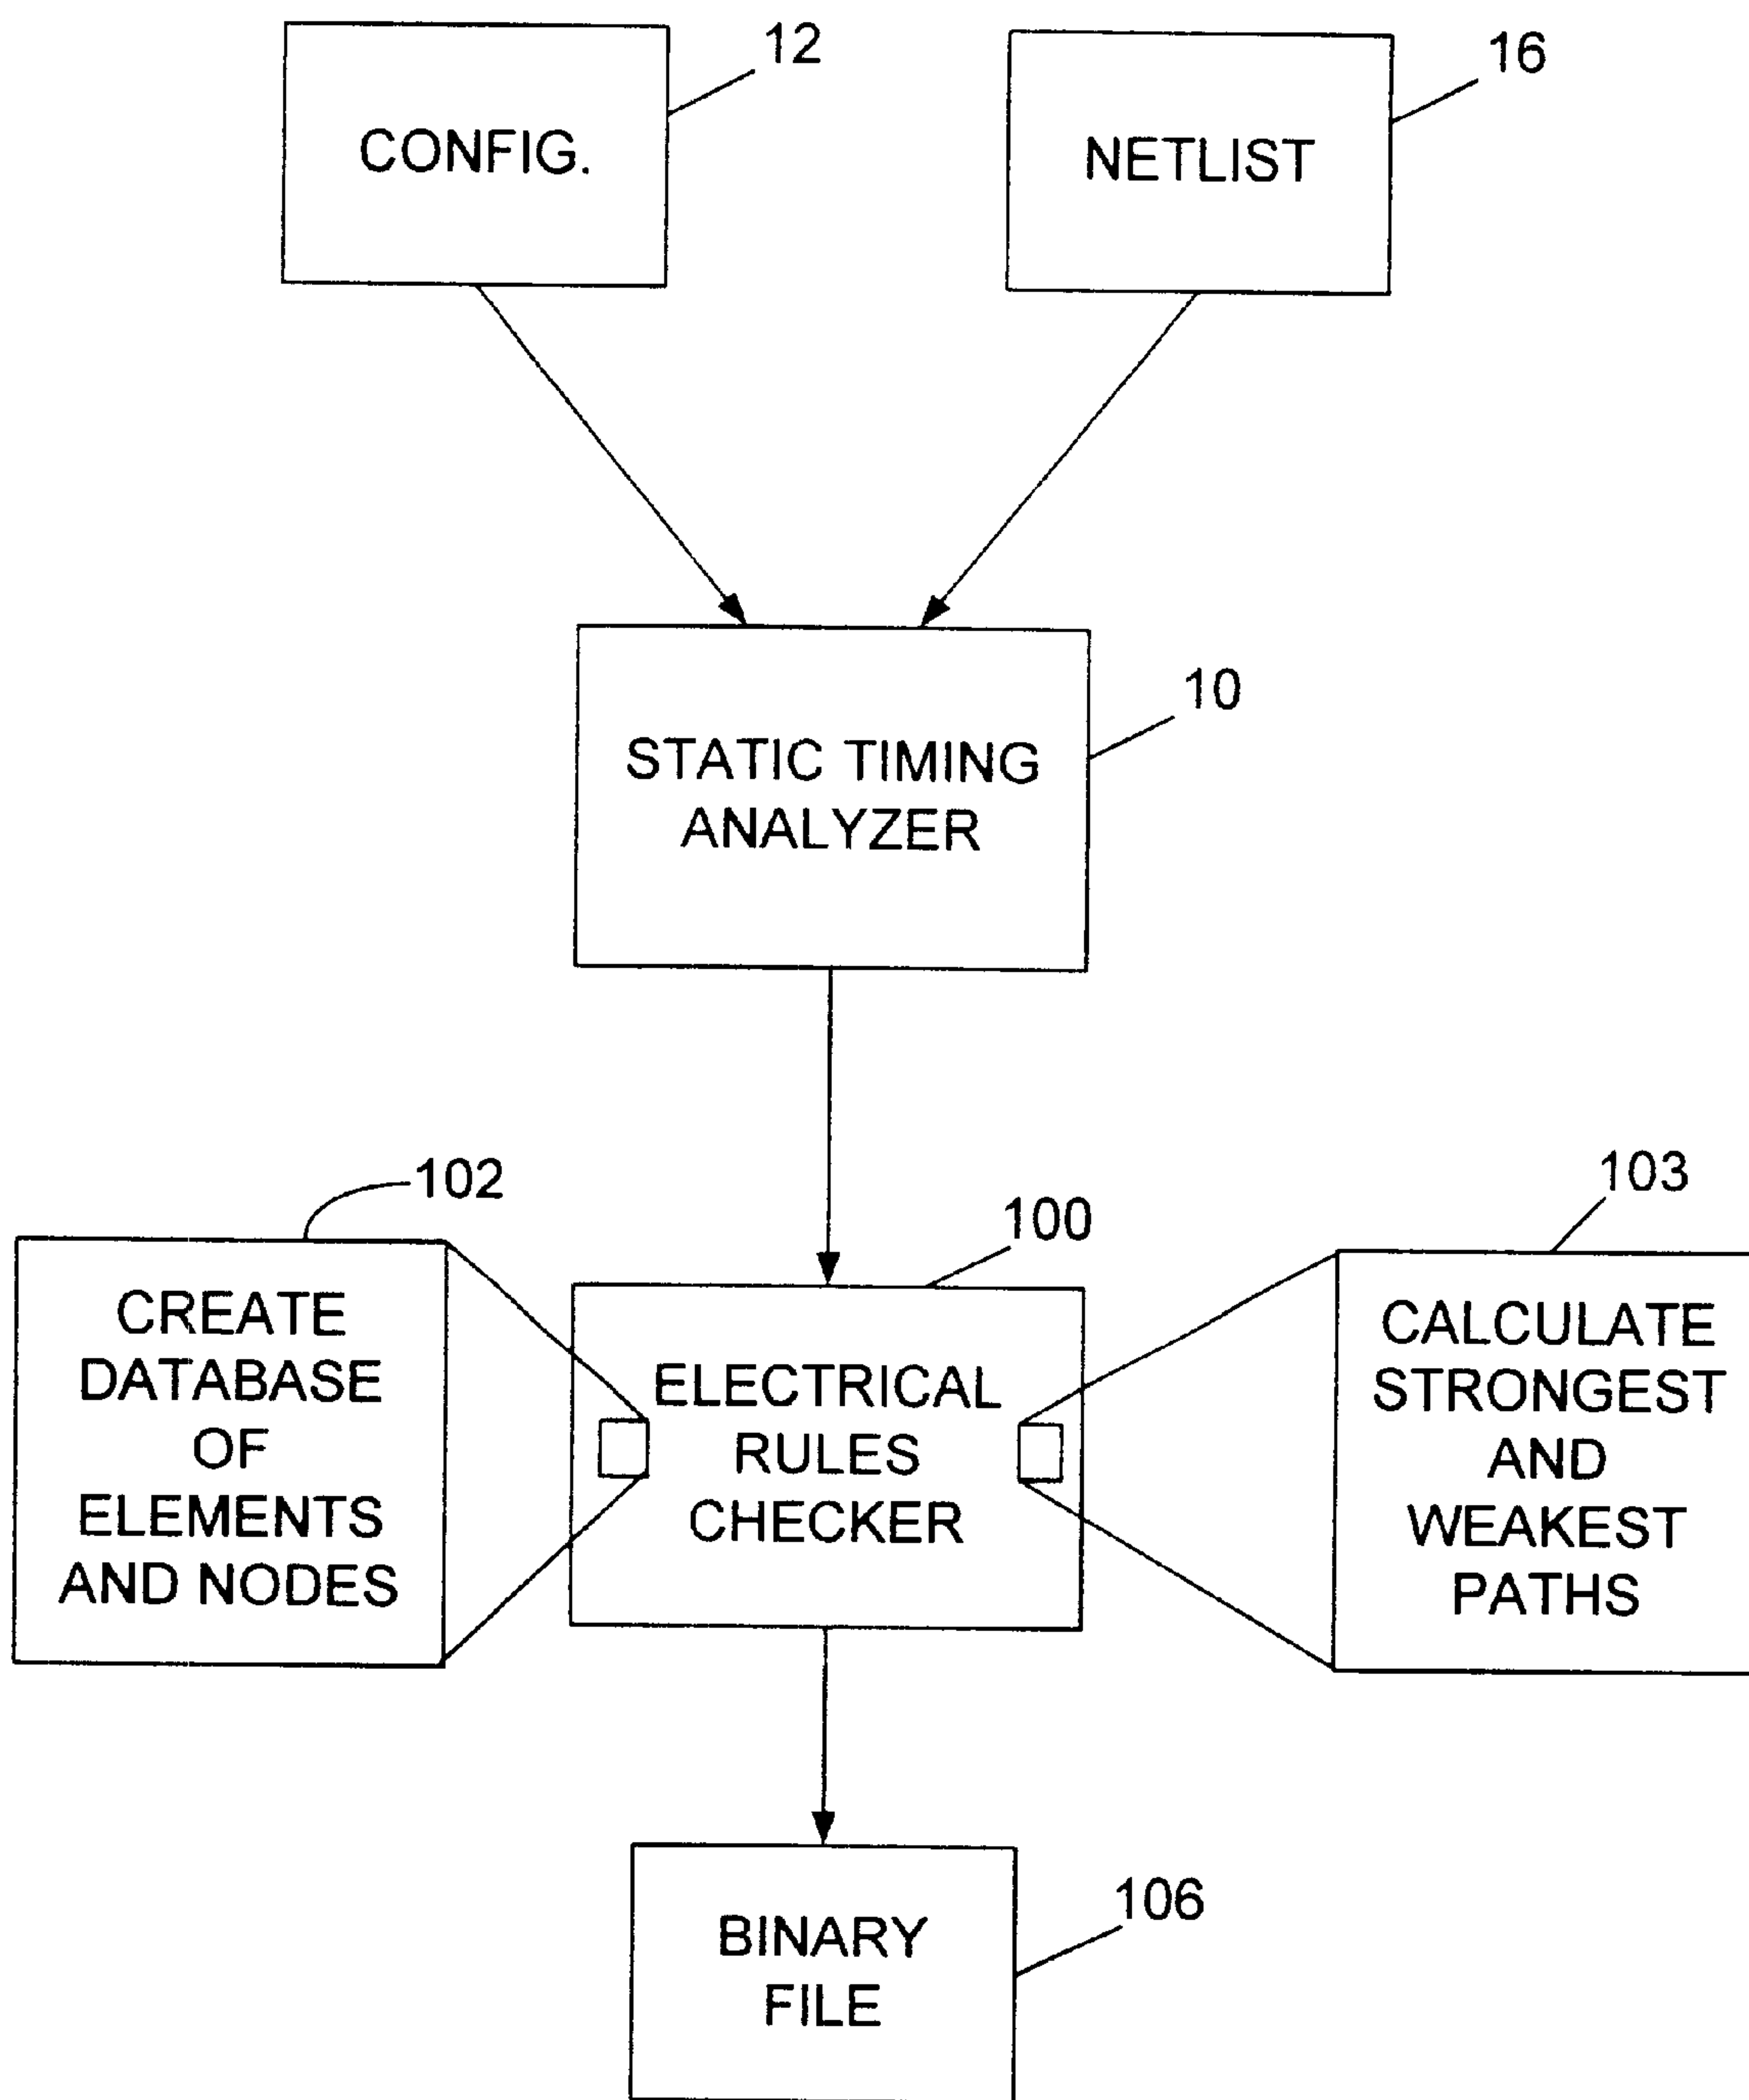 12
CONFIG.
16
NETLIST
10
STATIC TIMING
ANALYZER
102
CREATE
DATABASE
OF
ELEMENTS
AND NODES
100
ELECTRICAL
RULES
CHECKER
103
CALCULATE
STRONGEST
AND
WEAKEST
PATHS
106
BINARY
FILE